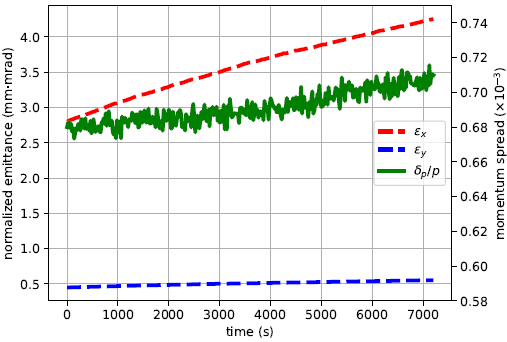 normalized emittance (mm·mrad)
4.0
3.5
3.0
2.5
2.0
1.5
1.0
0.5
0.74
0.72
0.70
0.68
0.66
0.64
0.62
0.60
0.58
momentum spread (×10⁻³)
εₓ
ε_y
δ_p/p
0 1000 2000 3000 4000 5000 6000 7000
time (s)